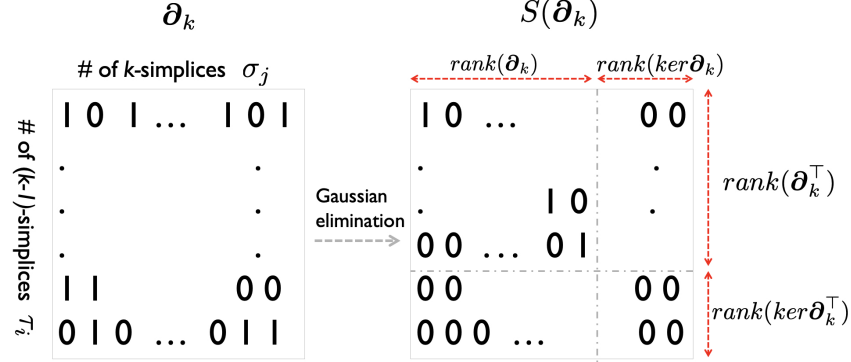 ∂ₖ
# of k-simplices σⱼ
# of (k-1)-simplices τᵢ
1 0 1 ... 1 0 1
. .
. .
. .
1 1 0 0
0 1 0 ... 0 1 1
Gaussian
elimination
S(∂ₖ)
rank(∂ₖ) rank(ker∂ₖ)
1 0 ... 0 0
. .
. 1 0 .
0 0 ... 0 1
0 0 0 0
0 0 0 ... 0 0
rank(∂ₖ⊤)
rank(ker∂ₖ⊤)